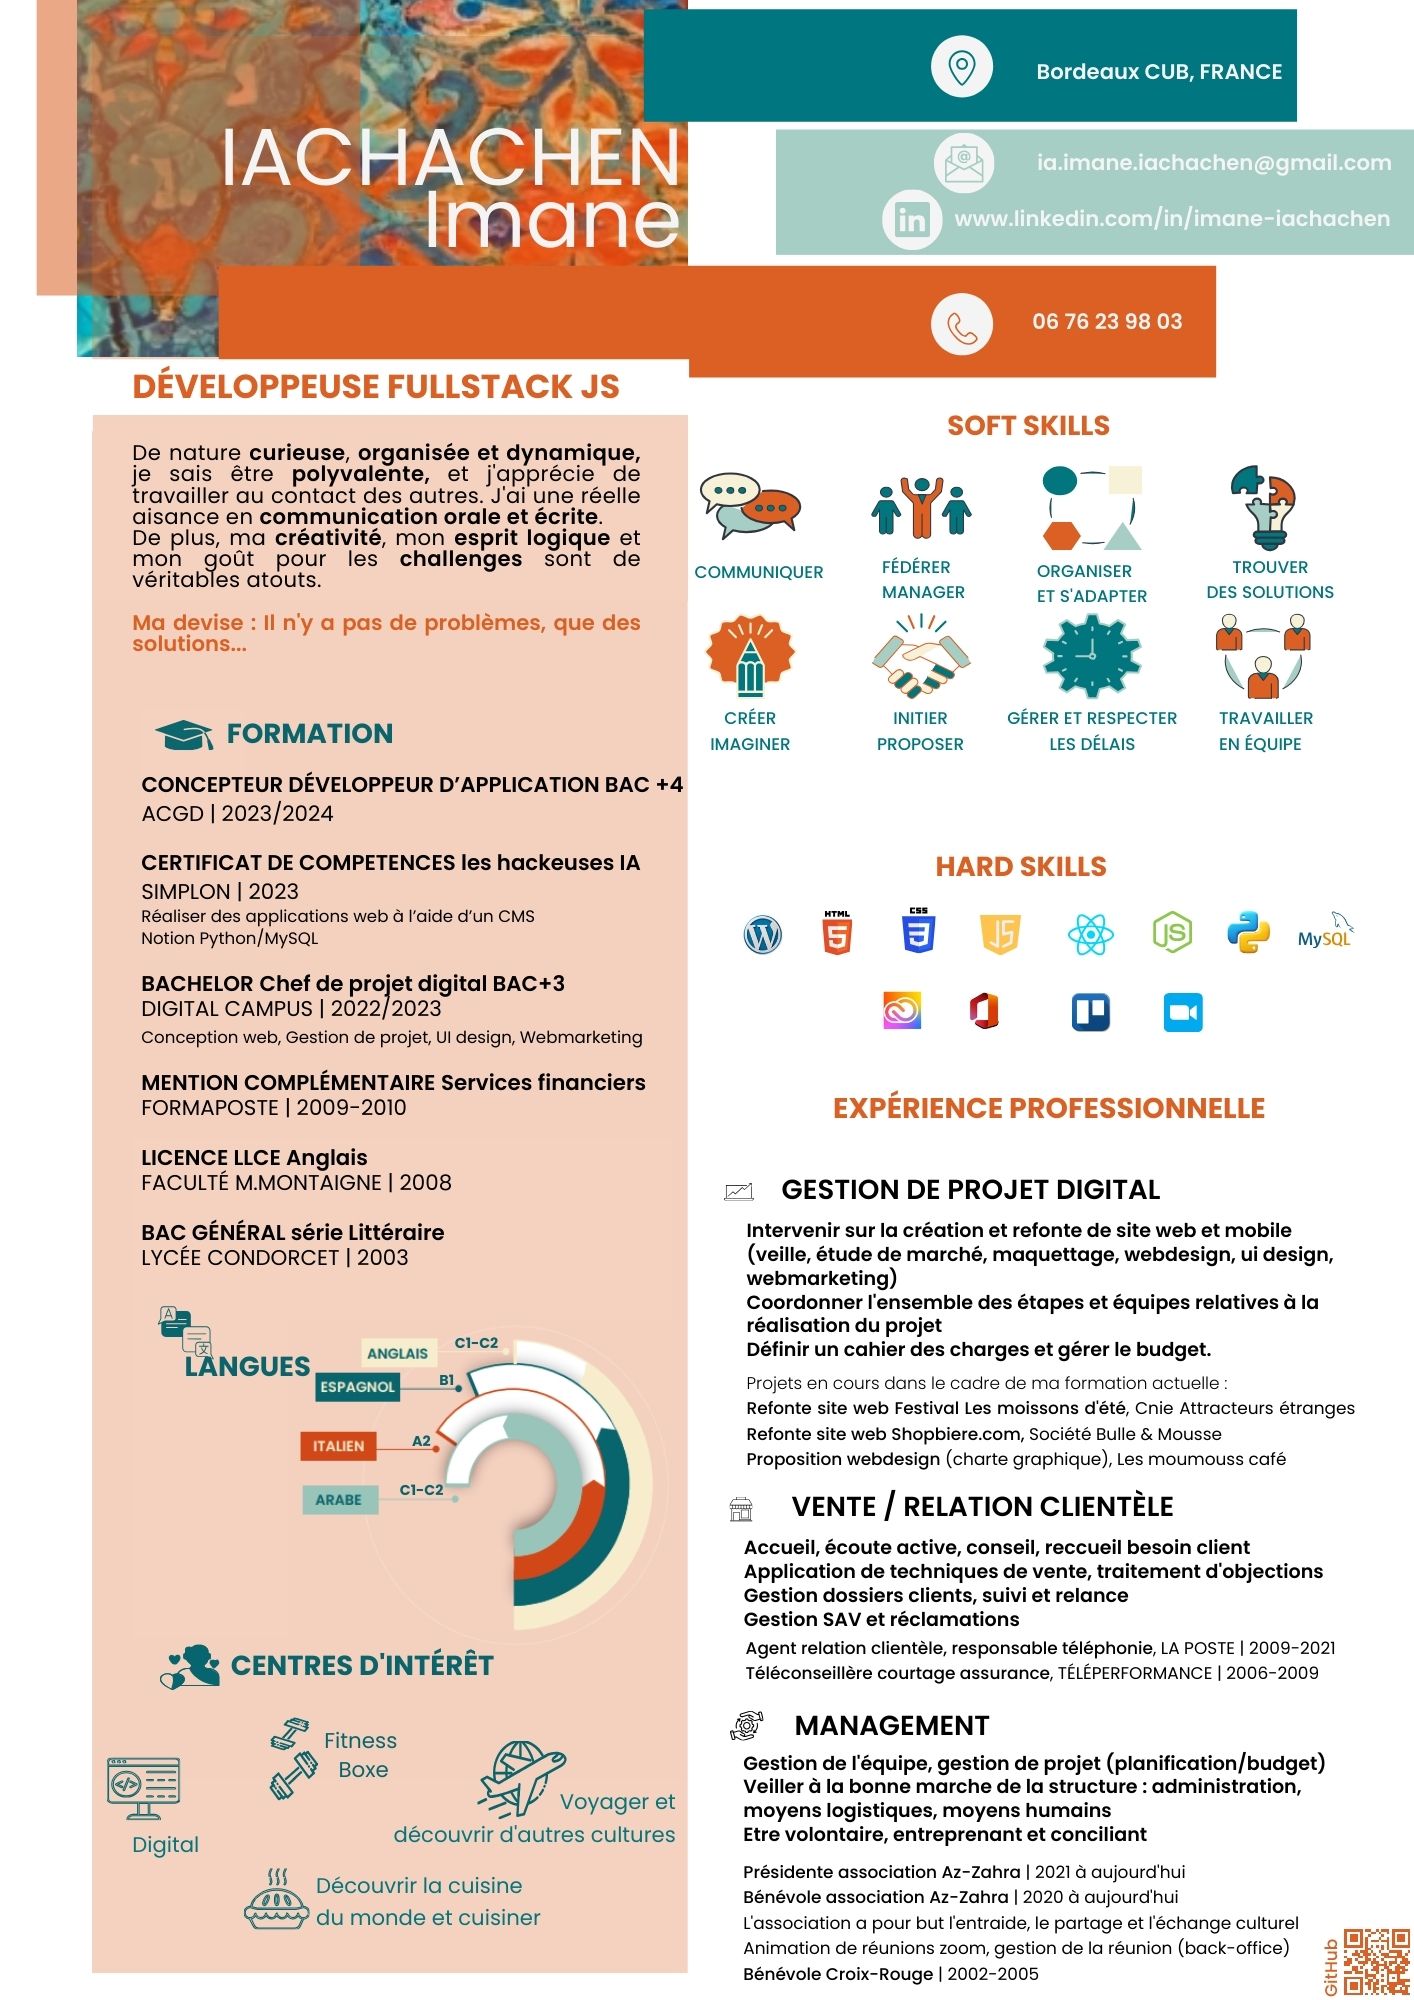 IACHACHEN
Imane
Bordeaux CUB, FRANCE
ia.imane.iachachen@gmail.com
in www.linkedin.com/in/imane-iachachen
06 76 23 98 03
DÉVELOPPEUSE FULLSTACK JS
De nature curieuse, organisée et dynamique,
je sais être polyvalente, et j'apprécie de
travailler au contact des autres. J'ai une réelle
aisance en communication orale et écrite.
De plus, ma créativité, mon esprit logique et
mon goût pour les challenges sont de
véritables atouts.
Ma devise : Il n'y a pas de problèmes, que des
solutions...
FORMATION
CONCEPTEUR DÉVELOPPEUR D’APPLICATION BAC +4
ACGD | 2023/2024
CERTIFICAT DE COMPETENCES les hackeuses IA
SIMPLON | 2023
Réaliser des applications web à l’aide d’un CMS
Notion Python/MySQL
BACHELOR Chef de projet digital BAC+3
DIGITAL CAMPUS | 2022/2023
Conception web, Gestion de projet, UI design, Webmarketing
MENTION COMPLÉMENTAIRE Services financiers
FORMAPOSTE | 2009-2010
LICENCE LLCE Anglais
FACULTÉ M.MONTAIGNE | 2008
BAC GÉNÉRAL série Littéraire
LYCÉE CONDORCET | 2003
LANGUES
ANGLAIS C1-C2
ESPAGNOL B1
ITALIEN A2
ARABE C1-C2
CENTRES D'INTÉRÊT
Fitness
Boxe
Digital
Voyager et
découvrir d'autres cultures
Découvrir la cuisine
du monde et cuisiner
SOFT SKILLS
COMMUNIQUER
FÉDÉRER
MANAGER
ORGANISER
ET S'ADAPTER
TROUVER
DES SOLUTIONS
CRÉER
IMAGINER
INITIER
PROPOSER
GÉRER ET RESPECTER
LES DÉLAIS
TRAVAILLER
EN ÉQUIPE
HARD SKILLS
HTML 5
CSS 3
JS
JS
MySQL
EXPÉRIENCE PROFESSIONNELLE
GESTION DE PROJET DIGITAL
Intervenir sur la création et refonte de site web et mobile
(veille, étude de marché, maquettage, webdesign, ui design,
webmarketing)
Coordonner l'ensemble des étapes et équipes relatives à la
réalisation du projet
Définir un cahier des charges et gérer le budget.
Projets en cours dans le cadre de ma formation actuelle :
Refonte site web Festival Les moissons d'été, Cnie Attracteurs étranges
Refonte site web Shopbiere.com, Société Bulle & Mousse
Proposition webdesign (charte graphique), Les moumouss café
VENTE / RELATION CLIENTÈLE
Accueil, écoute active, conseil, reccueil besoin client
Application de techniques de vente, traitement d'objections
Gestion dossiers clients, suivi et relance
Gestion SAV et réclamations
Agent relation clientèle, responsable téléphonie, LA POSTE | 2009-2021
Téléconseillère courtage assurance, TÉLÉPERFORMANCE | 2006-2009
MANAGEMENT
Gestion de l'équipe, gestion de projet (planification/budget)
Veiller à la bonne marche de la structure : administration,
moyens logistiques, moyens humains
Etre volontaire, entreprenant et conciliant
Présidente association Az-Zahra | 2021 à aujourd'hui
Bénévole association Az-Zahra | 2020 à aujourd'hui
L'association a pour but l'entraide, le partage et l'échange culturel
Animation de réunions zoom, gestion de la réunion (back-office)
Bénévole Croix-Rouge | 2002-2005
GitHub